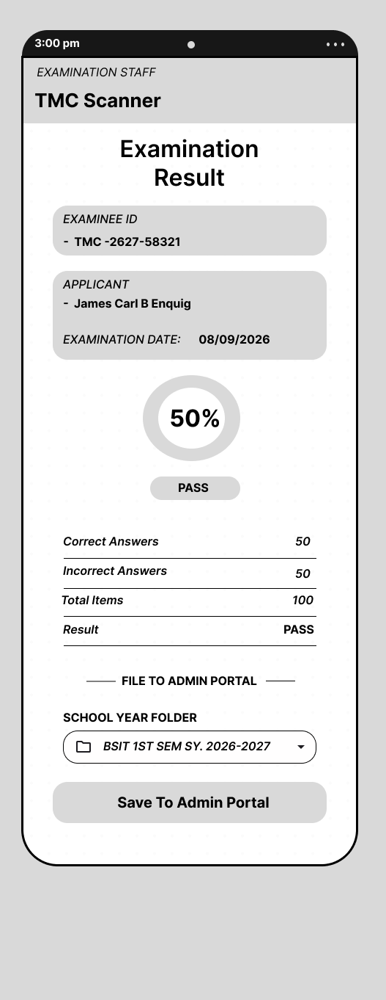 3:00 pm
EXAMINATION STAFF
TMC Scanner
Examination
Result
EXAMINEE ID
- TMC -2627-58321
APPLICANT
- James Carl B Enquig
EXAMINATION DATE: 08/09/2026
50%
PASS
Correct Answers 50
Incorrect Answers 50
Total Items 100
Result PASS
FILE TO ADMIN PORTAL
SCHOOL YEAR FOLDER
BSIT 1ST SEM SY. 2026-2027
Save To Admin Portal